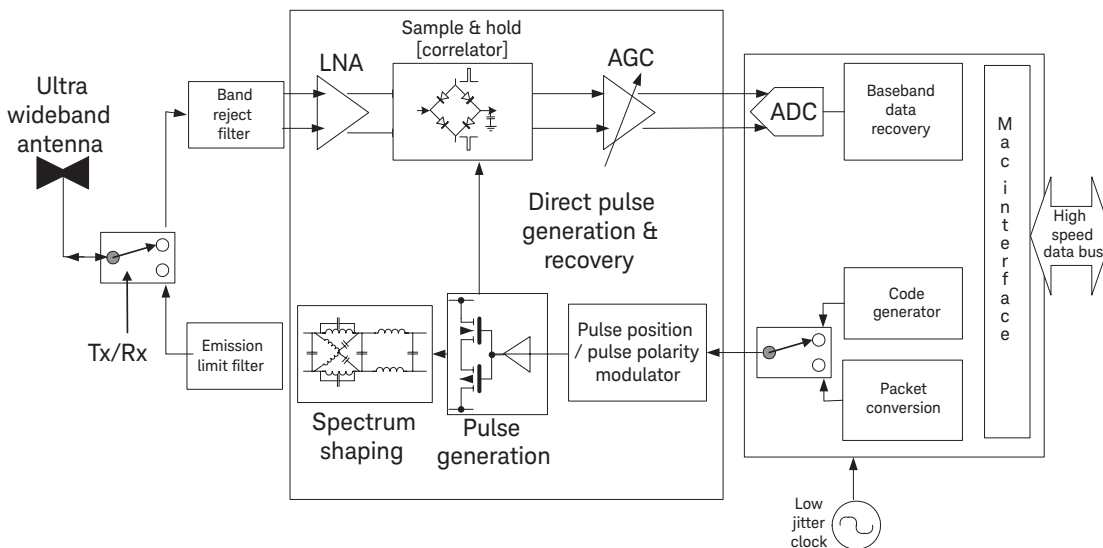 Ultra
wideband
antenna
Tx/Rx
Band
reject
filter
Emission
limit filter
LNA
Sample & hold
[correlator]
AGC
Direct pulse
generation &
recovery
Spectrum
shaping
Pulse
generation
Pulse position
/ pulse polarity
modulator
ADC
Baseband
data
recovery
Code
generator
Packet
conversion
Mac interface
High
speed
data bus
Low
jitter
clock